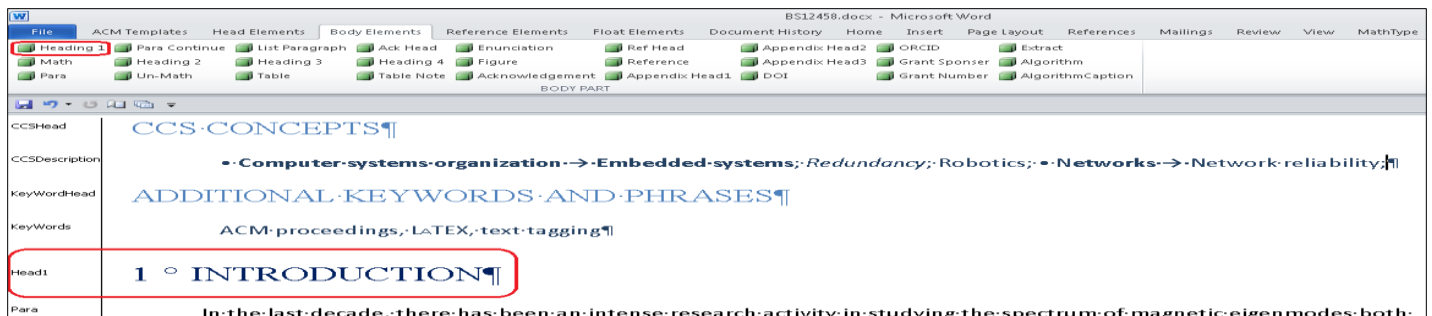 W BS12458.docx - Microsoft Word
File ACM Templates Head Elements Body Elements Reference Elements Float Elements Document History Home Insert Page Layout References Mailings Review View MathType
Heading 1 Para Continue List Paragraph Ack Head Enunciation Ref Head Appendix Head2 ORCID Extract
Math Heading 2 Heading 3 Heading 4 Figure Reference Appendix Head3 Grant Sponser Algorithm
Para Un-Math Table Table Note Acknowledgement Appendix Head1 DOI Grant Number AlgorithmCaption
BODY PART
CCSHead CCS·CONCEPTS¶
CCSDescription •·Computer·systems·organization·→·Embedded·systems;·Redundancy;·Robotics;·•·Networks·→·Network·reliability;¶
KeyWordHead ADDITIONAL·KEYWORDS·AND·PHRASES¶
KeyWords ACM·proceedings,·LATEX,·text·tagging¶
Head1 1 ° INTRODUCTION¶
Para In·the·last·decade,·there·has·been·an·intense·research·activity·in·studying·the·spectrum·of·magnetic·eigenmodes·both·